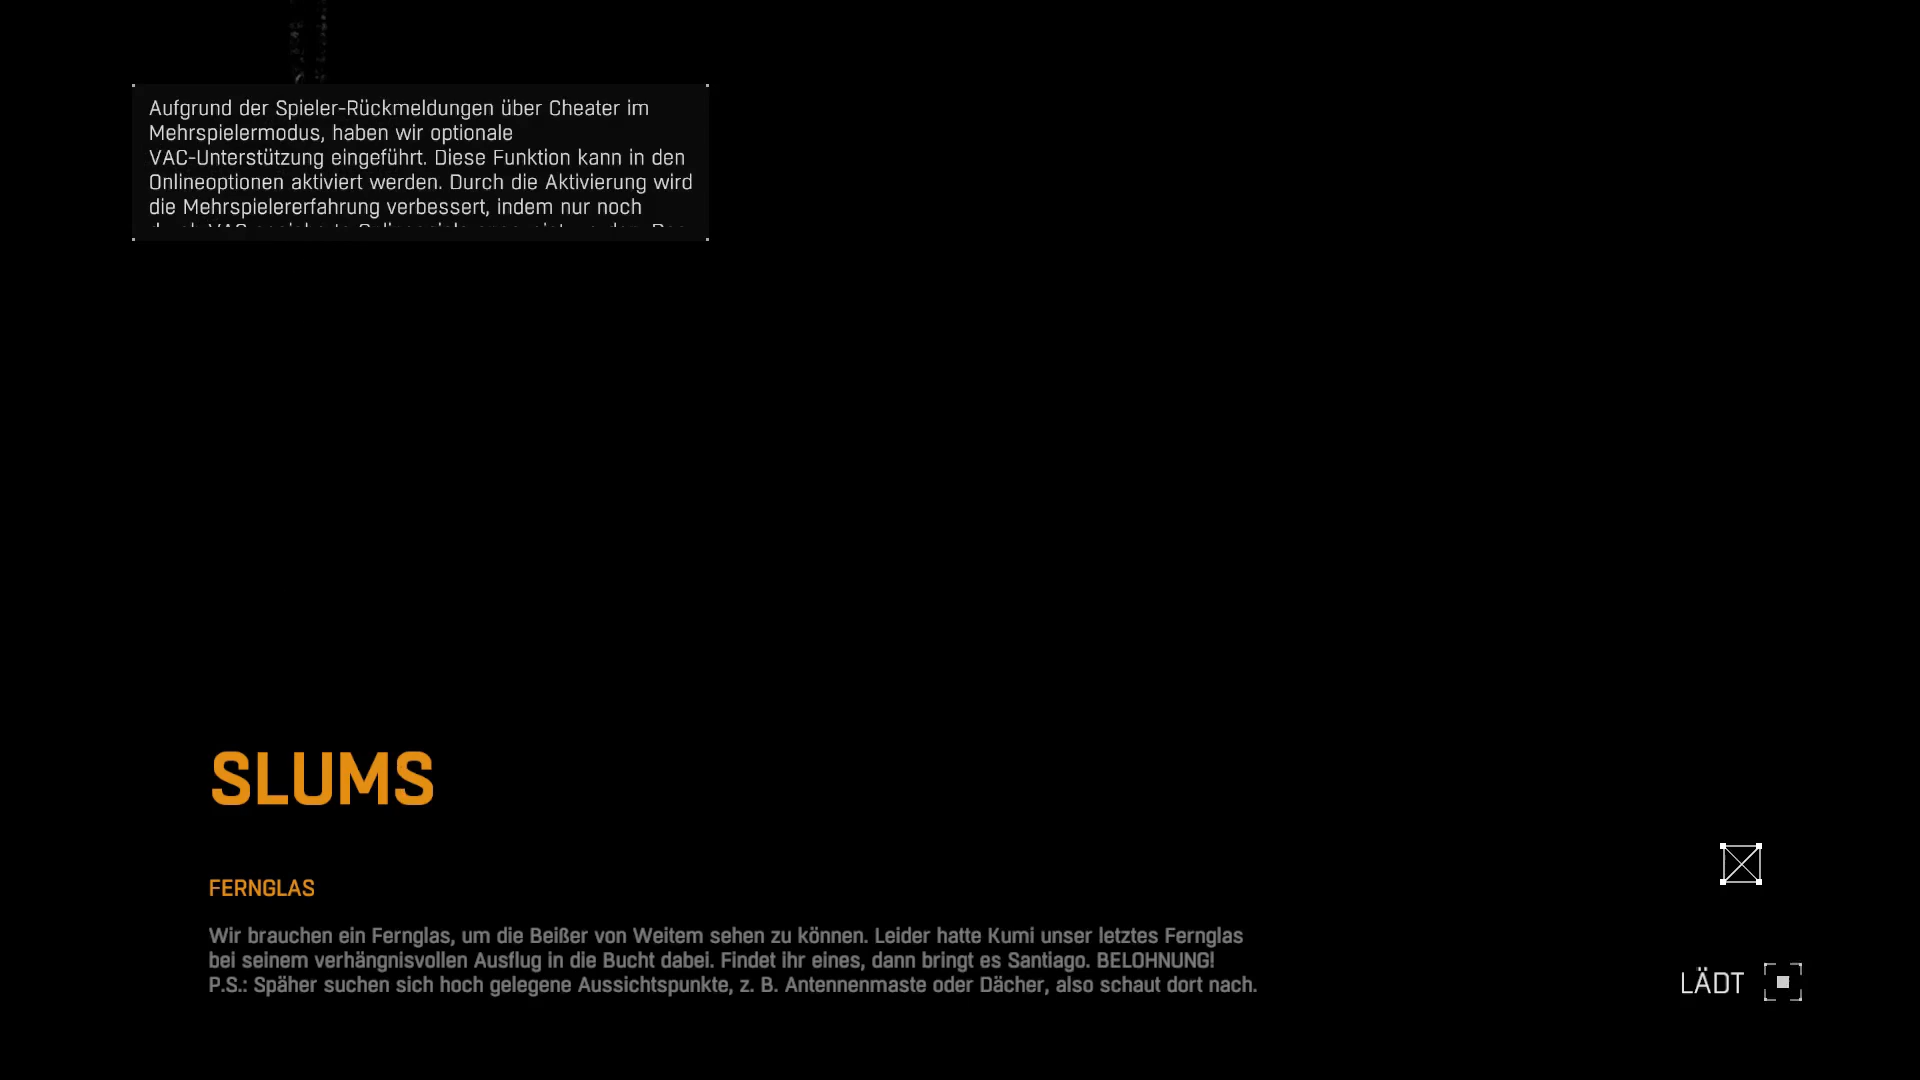 Aufgrund der Spieler-Rückmeldungen über Cheater im
Mehrspielermodus, haben wir optionale
VAC-Unterstützung eingeführt. Diese Funktion kann in den
Onlineoptionen aktiviert werden. Durch die Aktivierung wird
die Mehrspielererfahrung verbessert, indem nur noch
SLUMS
FERNGLAS
Wir brauchen ein Fernglas, um die Beißer von Weitem sehen zu können. Leider hatte Kumi unser letztes Fernglas
bei seinem verhängnisvollen Ausflug in die Bucht dabei. Findet ihr eines, dann bringt es Santiago. BELOHNUNG!
P.S.: Späher suchen sich hoch gelegene Aussichtspunkte, z. B. Antennenmaste oder Dächer, also schaut dort nach.
LÄDT